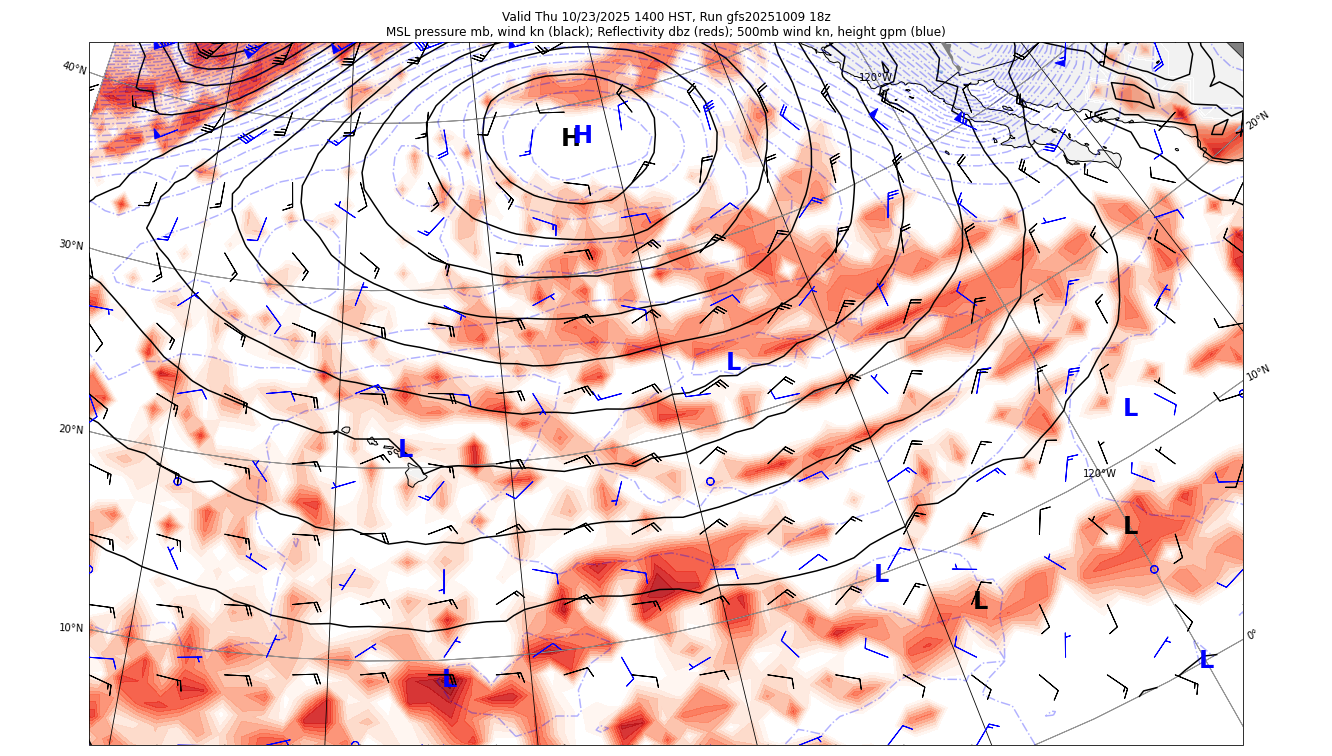 Valid Thu 10/23/2025 1400 HST, Run gfs20251009 18z
MSL pressure mb, wind kn (black); Reflectivity dbz (reds); 500mb wind kn, height gpm (blue)
40°N
120°W
20°N
H H
30°N
L
10°N
L
20°N
L
120°W
L
L
L
10°N
0°
L
L